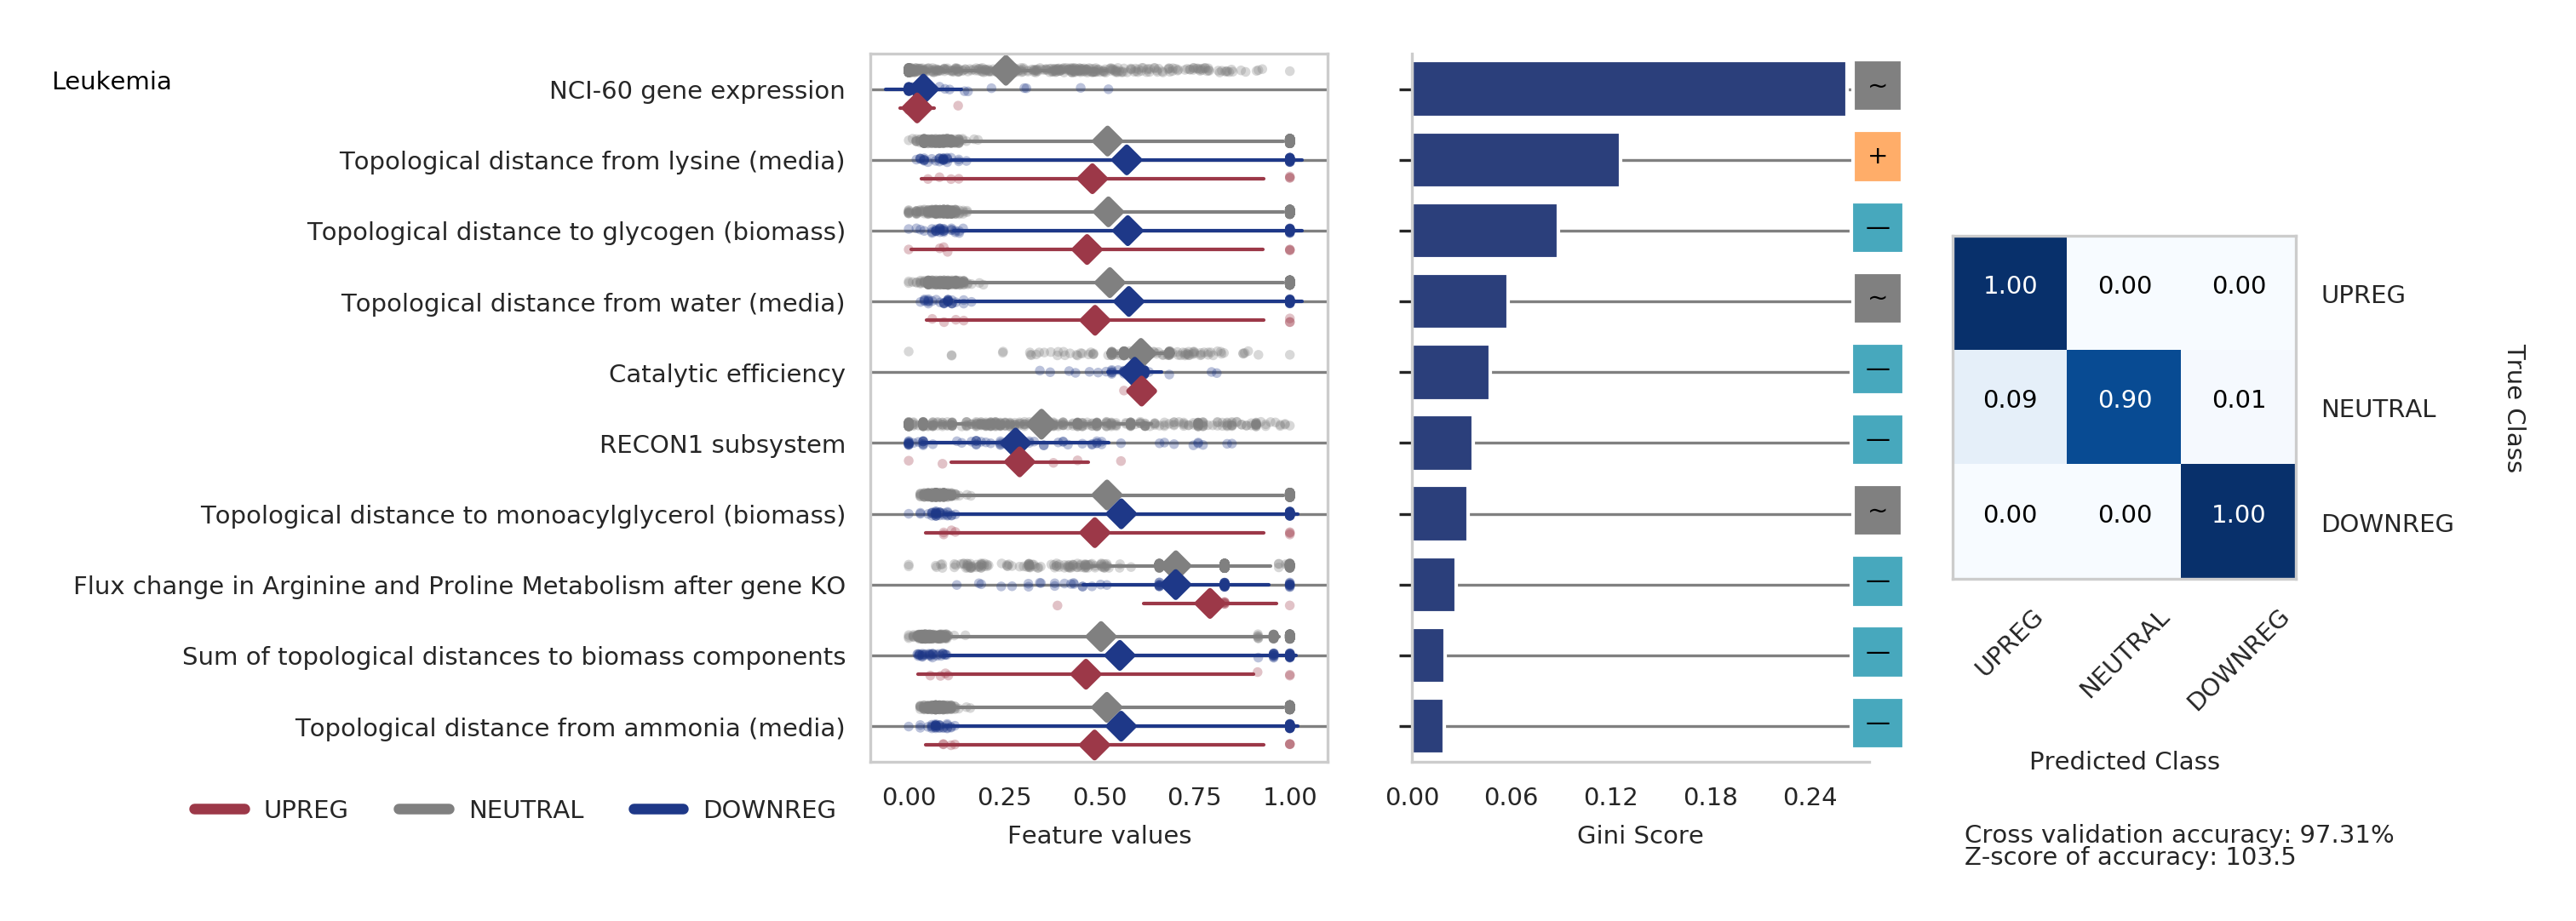 Leukemia
NCI-60 gene expression
~
Topological distance from lysine (media)
+
Topological distance to glycogen (biomass)
—
Topological distance from water (media)
~
Catalytic efficiency
—
RECON1 subsystem
—
Topological distance to monoacylglycerol (biomass)
~
Flux change in Arginine and Proline Metabolism after gene KO
—
Sum of topological distances to biomass components
—
Topological distance from ammonia (media)
—
UPREG NEUTRAL DOWNREG
0.00 0.25 0.50 0.75 1.00
Feature values
0.00 0.06 0.12 0.18 0.24
Gini Score
1.00 0.00 0.00 UPREG
0.09 0.90 0.01 NEUTRAL
0.00 0.00 1.00 DOWNREG
True Class
UPREG NEUTRAL DOWNREG
Predicted Class
Cross validation accuracy: 97.31%
Z-score of accuracy: 103.5